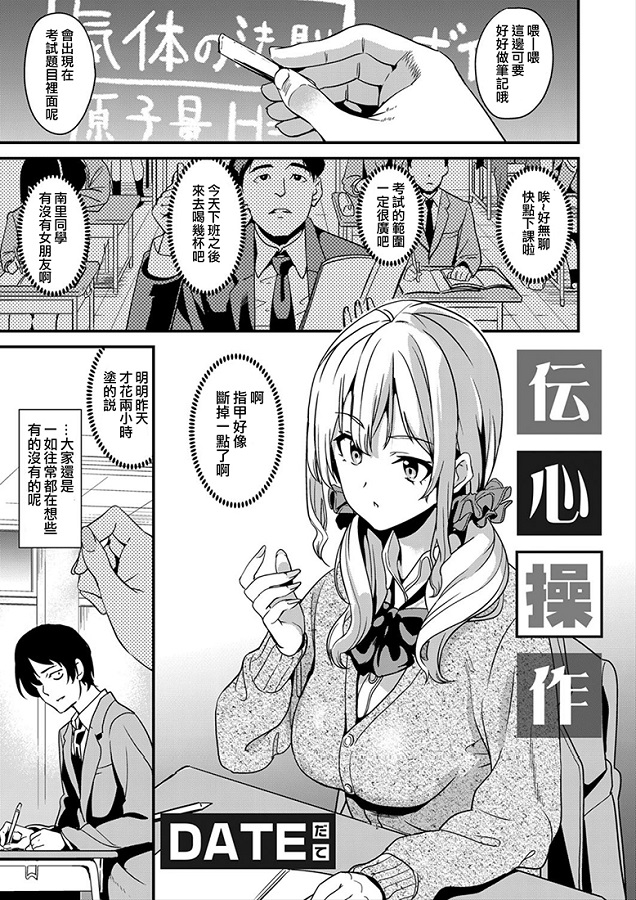 喂ー喂
這邊可要
好好做筆記哦
會出現在
考試題目裡面呢
気体の法則
原子量 H=
唉~好無聊
快點下課啦
考試的範圍
一定很廣吧
今天下班之後
來去喝幾杯吧
南里同學
有沒有女朋友啊
伝
心
操
作
啊
指甲好像
斷掉一點了啊
明明昨天
才花兩小時
塗的說
…大家還是
一如往常都在想些
有的沒有的呢
DATE だて